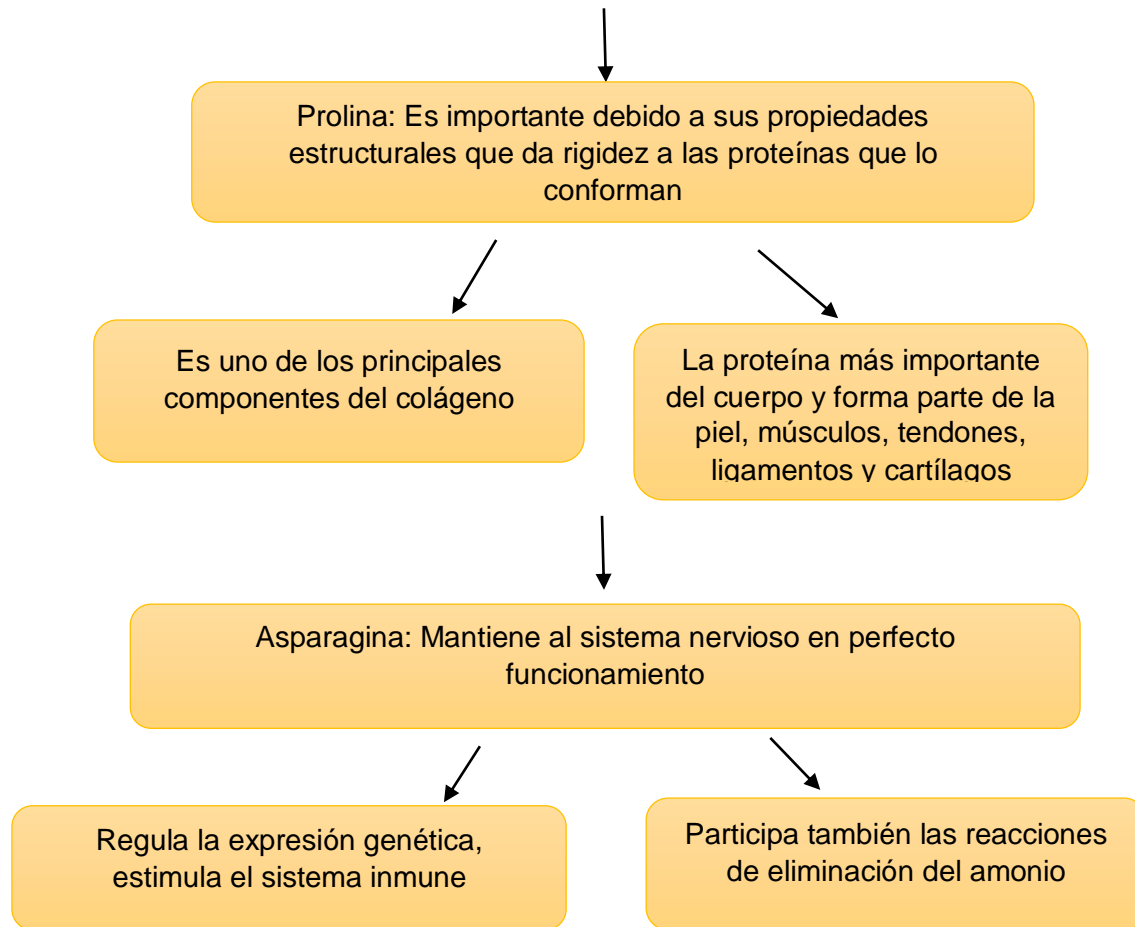 Prolina: Es importante debido a sus propiedades
estructurales que da rigidez a las proteínas que lo
conforman
Es uno de los principales
componentes del colágeno
La proteína más importante
del cuerpo y forma parte de la
piel, músculos, tendones,
ligamentos y cartílagos
Asparagina: Mantiene al sistema nervioso en perfecto
funcionamiento
Regula la expresión genética,
estimula el sistema inmune
Participa también las reacciones
de eliminación del amonio